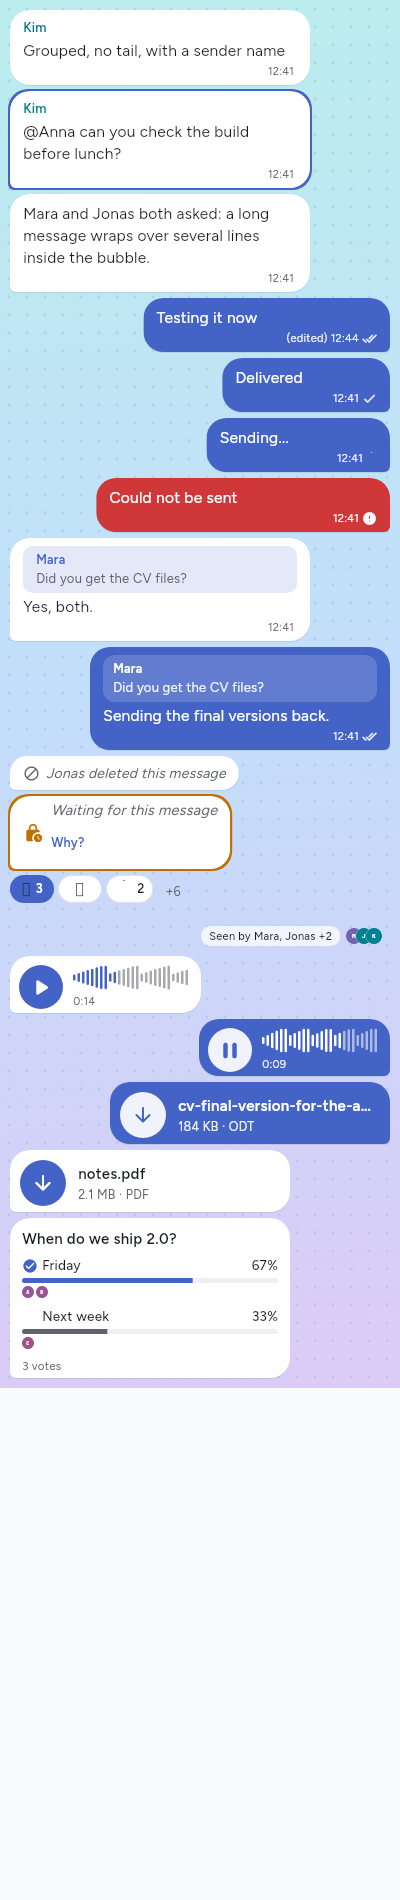 Kim
Grouped, no tail, with a sender name
12:41
Kim
@Anna can you check the build
before lunch?
12:41
Mara and Jonas both asked: a long
message wraps over several lines
inside the bubble.
12:41
Testing it now
(edited) 12:44
Delivered
12:41
Sending...
12:41
Could not be sent
12:41
Mara
Did you get the CV files?
Yes, both.
12:41
Mara
Did you get the CV files?
Sending the final versions back.
12:41
Jonas deleted this message
Waiting for this message
Why?
3 2 +6
Seen by Mara, Jonas +2 M J K
0:14
0:09
cv-final-version-for-the-a...
184 KB · ODT
notes.pdf
2.1 MB · PDF
When do we ship 2.0?
Friday 67%
Next week 33%
3 votes